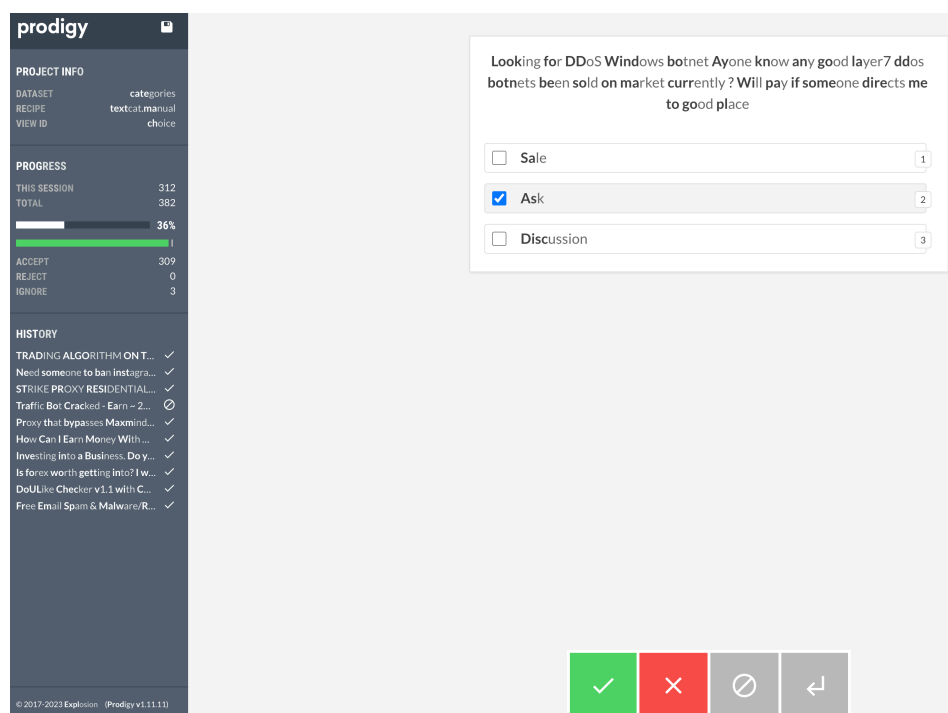 prodigy
PROJECT INFO
DATASET categories
RECIPE textcat.manual
VIEW ID choice
PROGRESS
THIS SESSION 312
TOTAL 382
36%
ACCEPT 309
REJECT 0
IGNORE 3
HISTORY
TRADING ALGORITHM ON T...
Need someone to ban instagra...
STRIKE PROXY RESIDENTIAL...
Traffic Bot Cracked - Earn ~ 2...
Proxy that bypasses Maxmind...
How Can I Earn Money With ...
Investing into a Business. Do y...
Is forex worth getting into? I w...
DoULike Checker v1.1 with C...
Free Email Spam & Malware/R...
© 2017-2023 Explosion (Prodigy v1.11.11)
Looking for DDoS Windows botnet Ayone know any good layer7 ddos
botnets been sold on market currently ? Will pay if someone directs me
to good place
Sale 1
Ask 2
Discussion 3